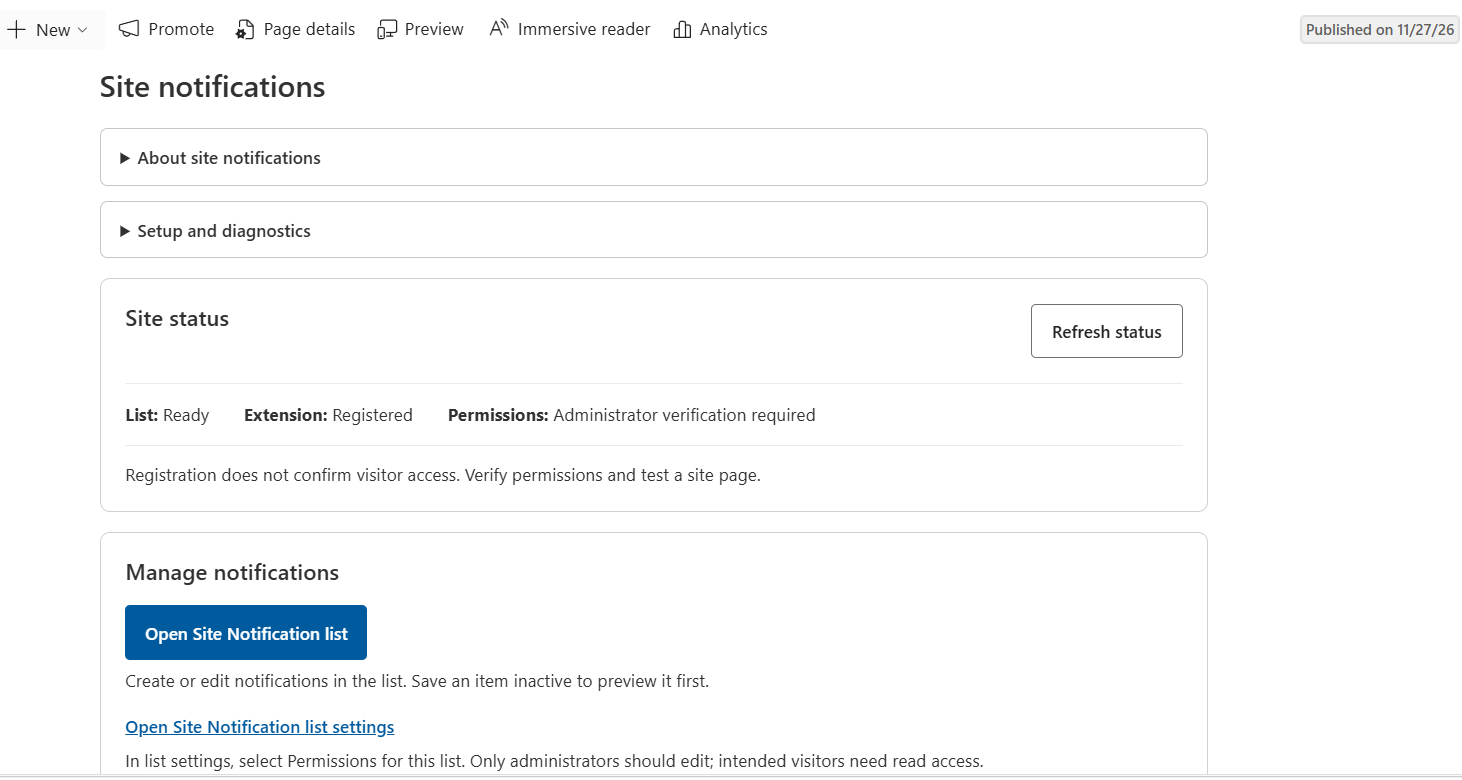 New
Promote
Page details
Preview
Immersive reader
Analytics
Published on 11/27/26
Site notifications
About site notifications
Setup and diagnostics
Site status
Refresh status
List: Ready Extension: Registered Permissions: Administrator verification required
Registration does not confirm visitor access. Verify permissions and test a site page.
Manage notifications
Open Site Notification list
Create or edit notifications in the list. Save an item inactive to preview it first.
Open Site Notification list settings
In list settings, select Permissions for this list. Only administrators should edit; intended visitors need read access.